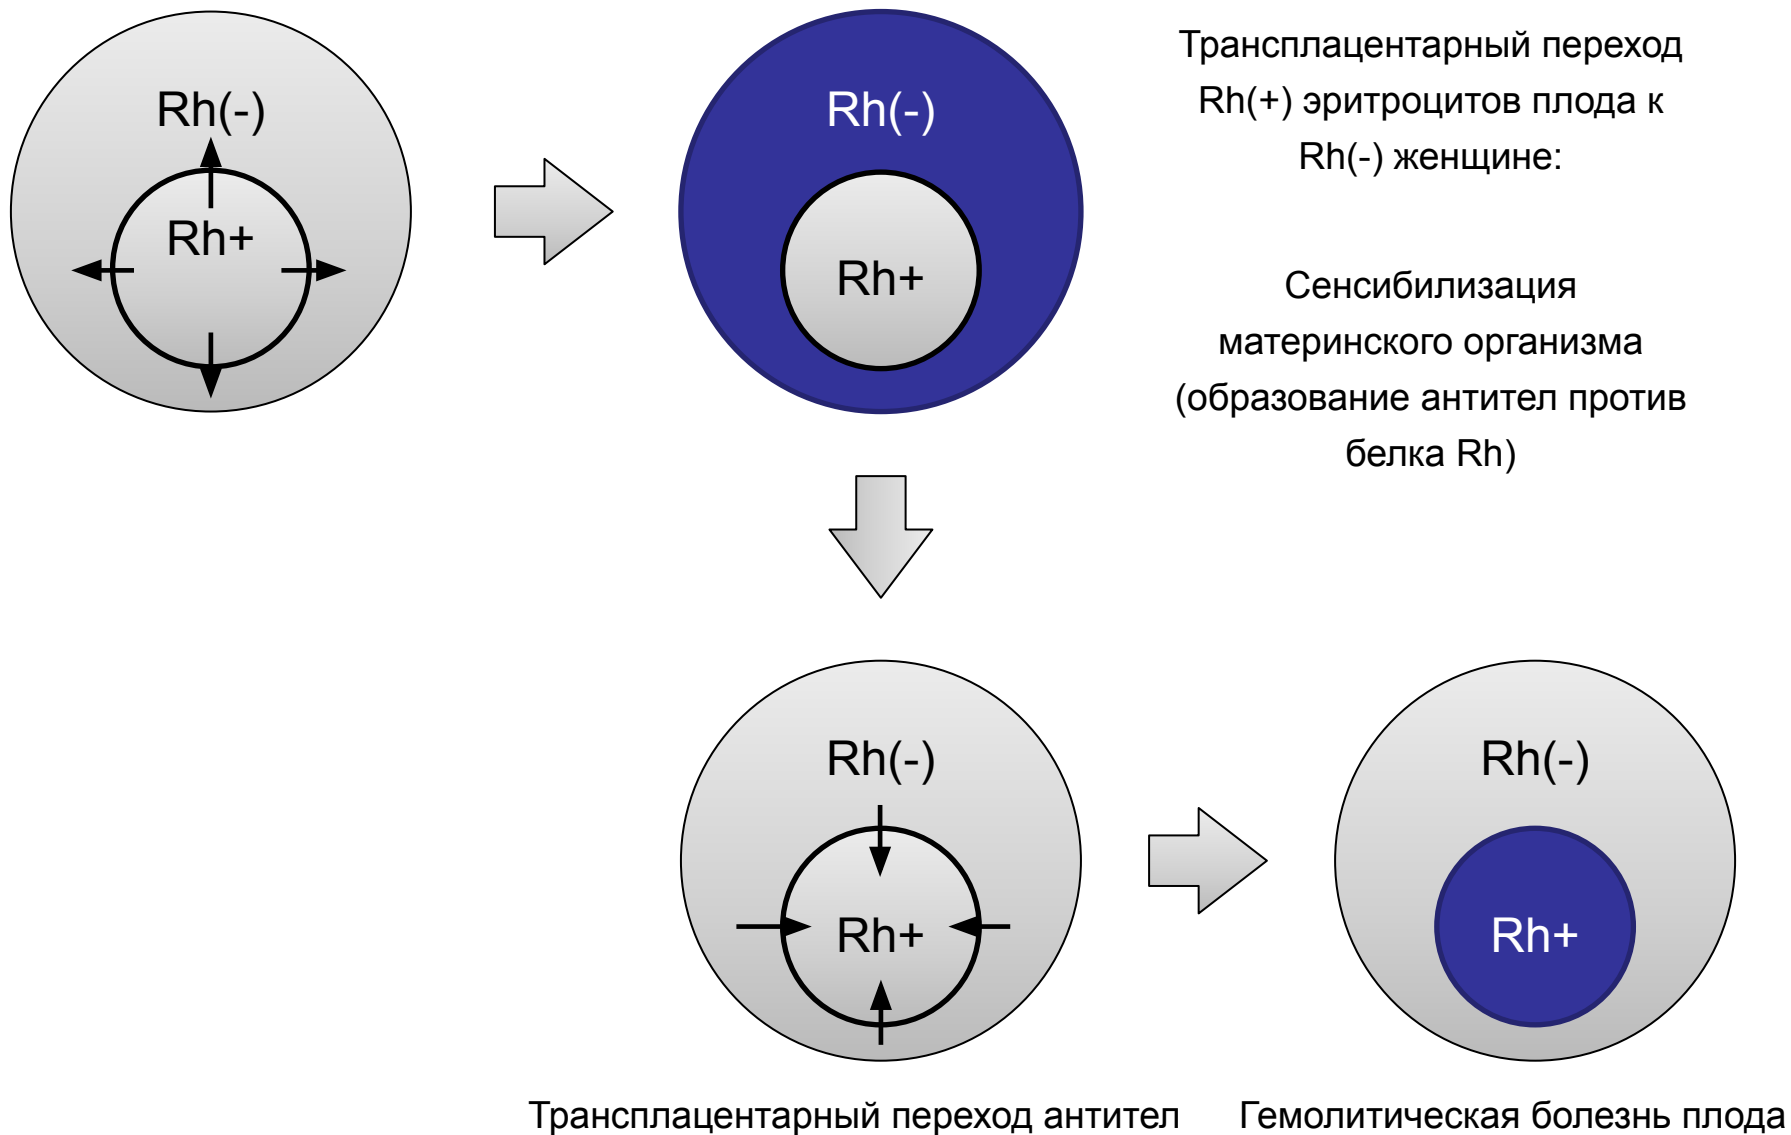 Rh(-)
Rh+
Rh(-)
Rh+
Трансплацентарный переход
Rh(+) эритроцитов плода к
Rh(-) женщине:
Сенсибилизация
материнского организма
(образование антител против
белка Rh)
Rh(-)
Rh+
Rh(-)
Rh+
Трансплацентарный переход антител
Гемолитическая болезнь плода